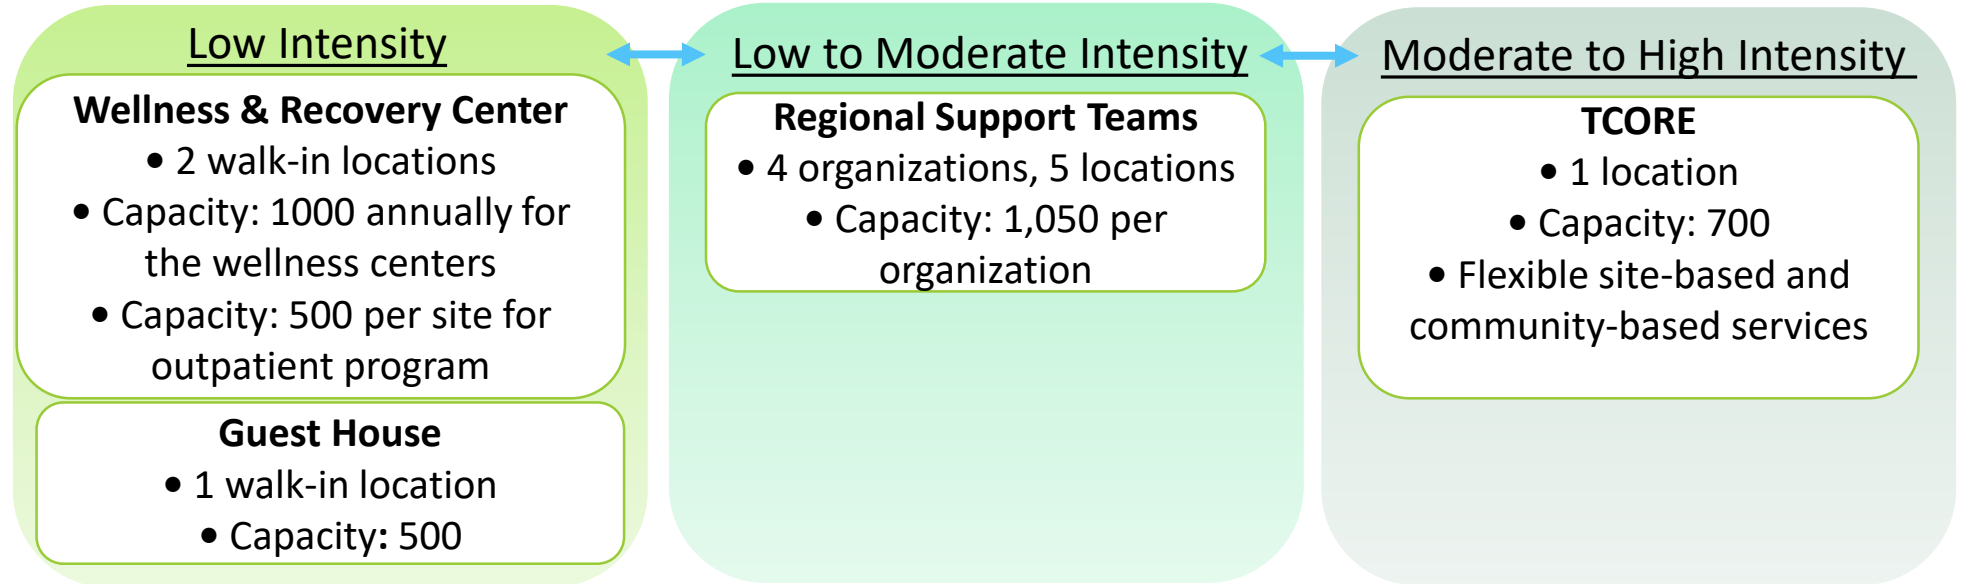 Low Intensity
Wellness & Recovery Center
• 2 walk-in locations
• Capacity: 1000 annually for
the wellness centers
• Capacity: 500 per site for
outpatient program
Guest House
• 1 walk-in location
• Capacity: 500
Low to Moderate Intensity
Regional Support Teams
• 4 organizations, 5 locations
• Capacity: 1,050 per
organization
Moderate to High Intensity
TCORE
• 1 location
• Capacity: 700
• Flexible site-based and
community-based services